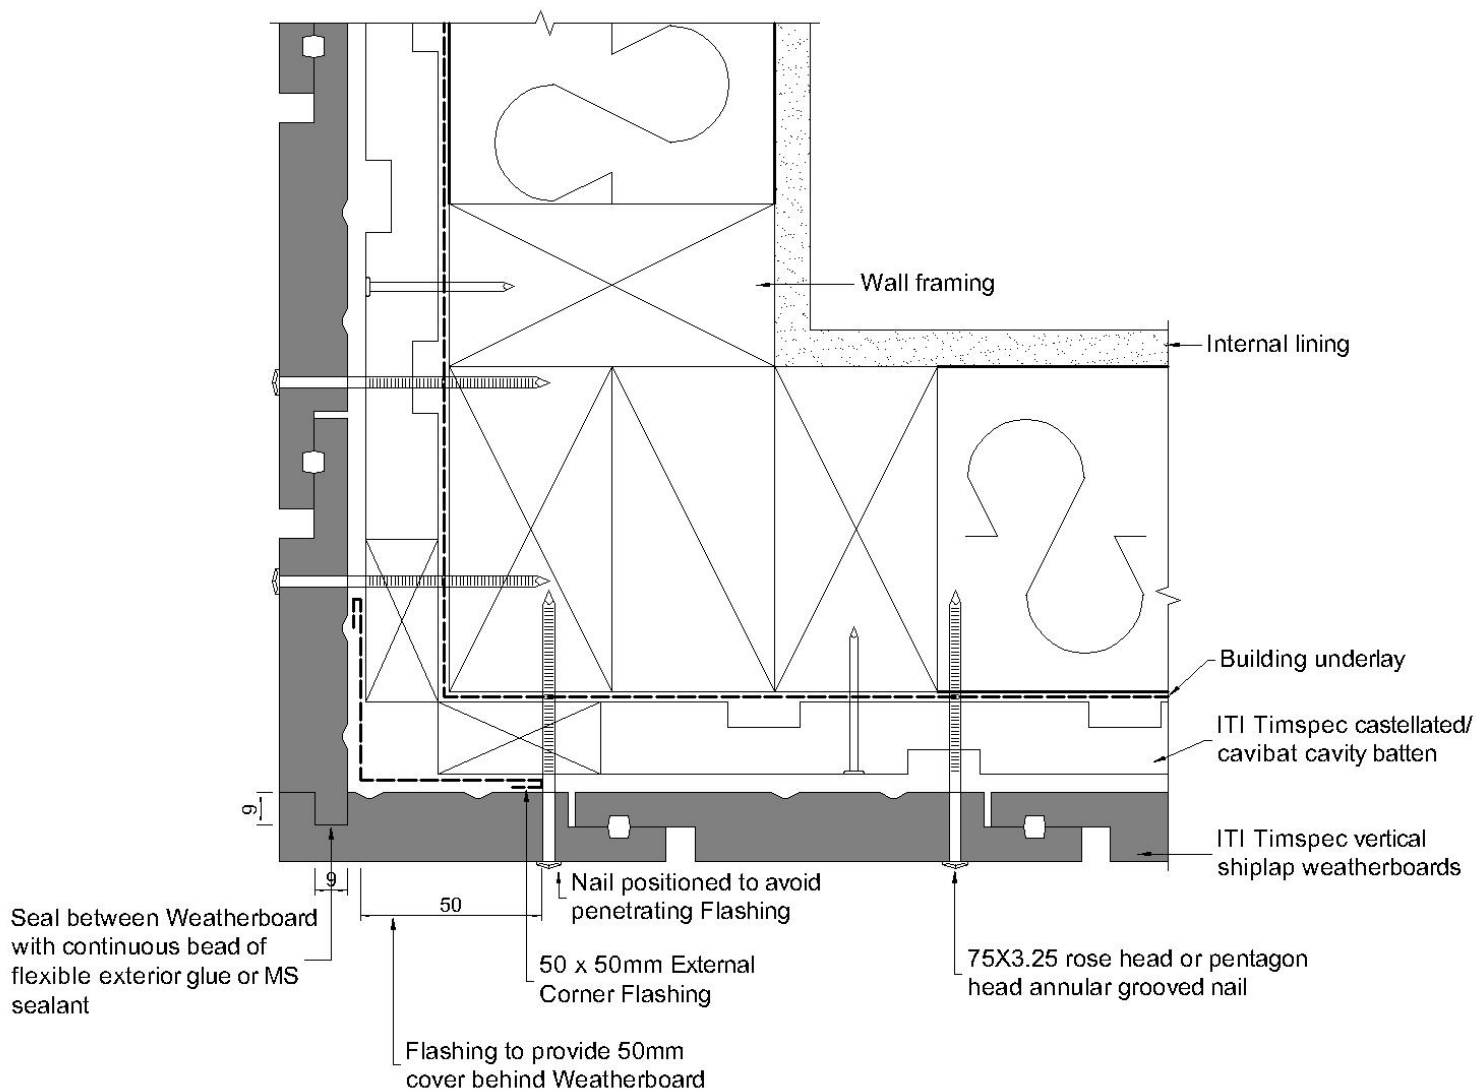 Wall framing
Internal lining
Building underlay
ITI Timspec castellated/
cavibat cavity batten
ITI Timspec vertical
shiplap weatherboards
9
9
50
Nail positioned to avoid
penetrating Flashing
Seal between Weatherboard
with continuous bead of
flexible exterior glue or MS
sealant
50 x 50mm External
Corner Flashing
75X3.25 rose head or pentagon
head annular grooved nail
Flashing to provide 50mm
cover behind Weatherboard